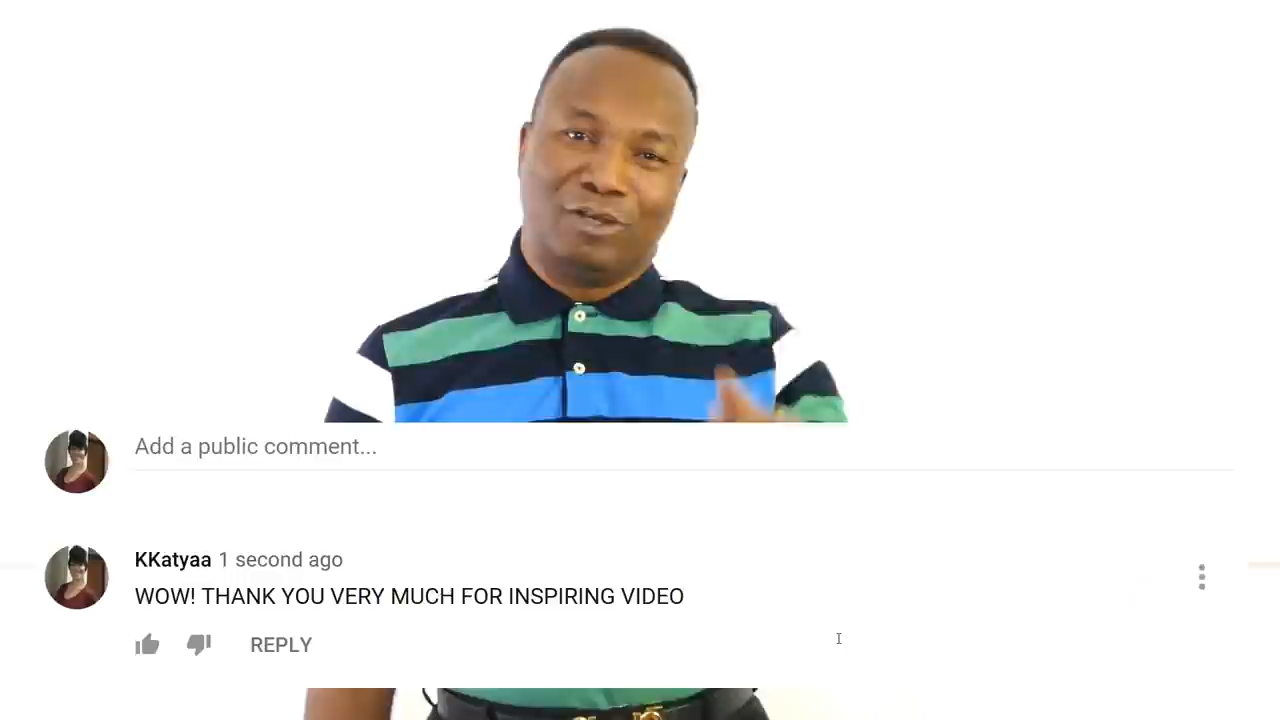 Add a public comment...
KKatyaa 1 second ago
WOW! THANK YOU VERY MUCH FOR INSPIRING VIDEO
REPLY